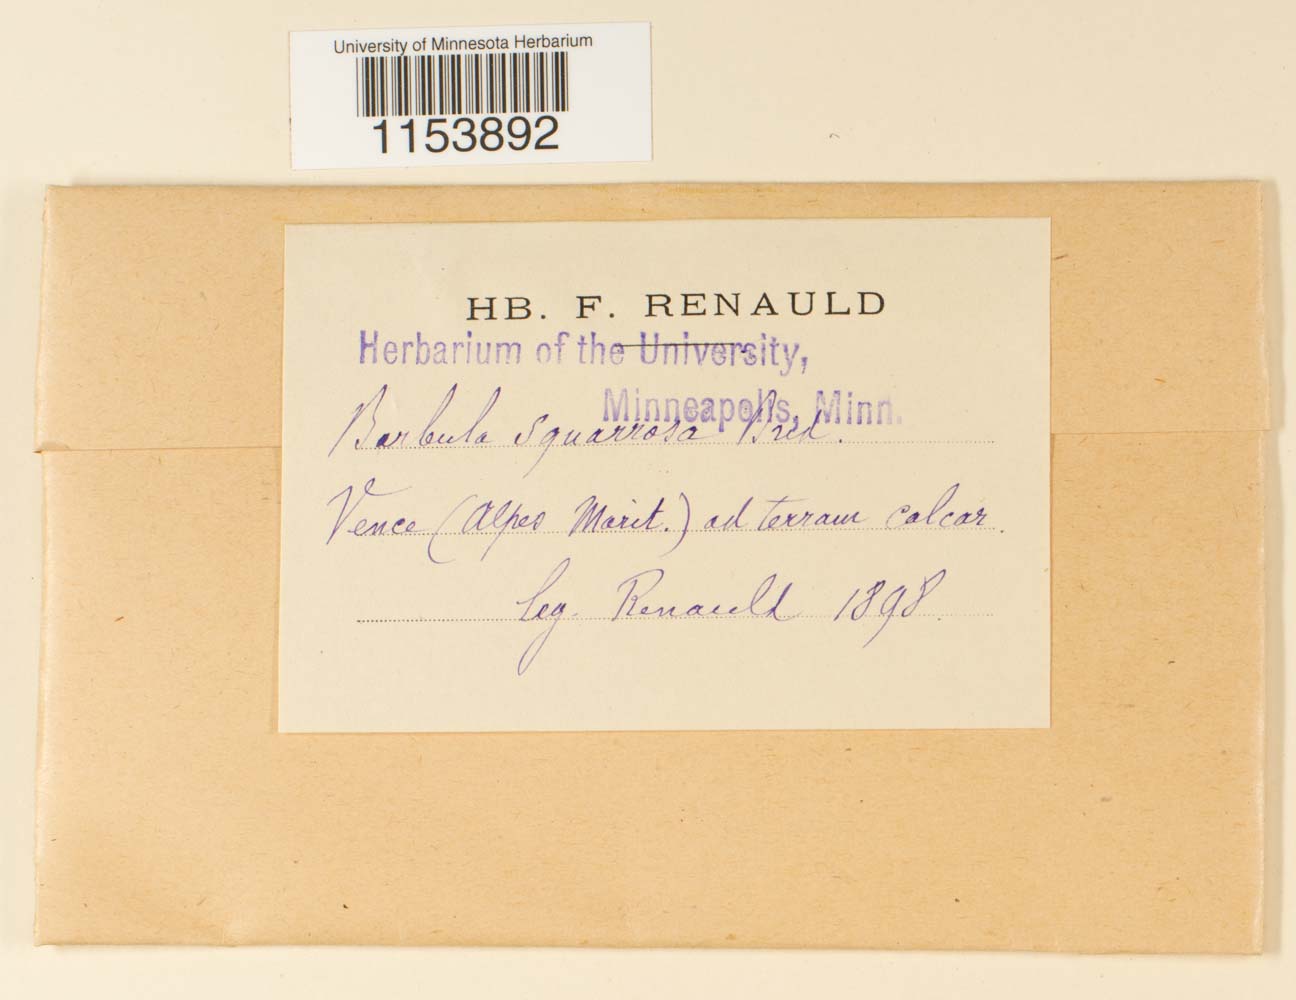 University of Minnesota Herbarium
1153892
HB. F. RENAULD
Herbarium of the University,
Minneapolis, Minn.
Barbula squarrosa Brid.
Vence (Alpes Marit.) ad terram calcar.
leg. Renauld 1898.